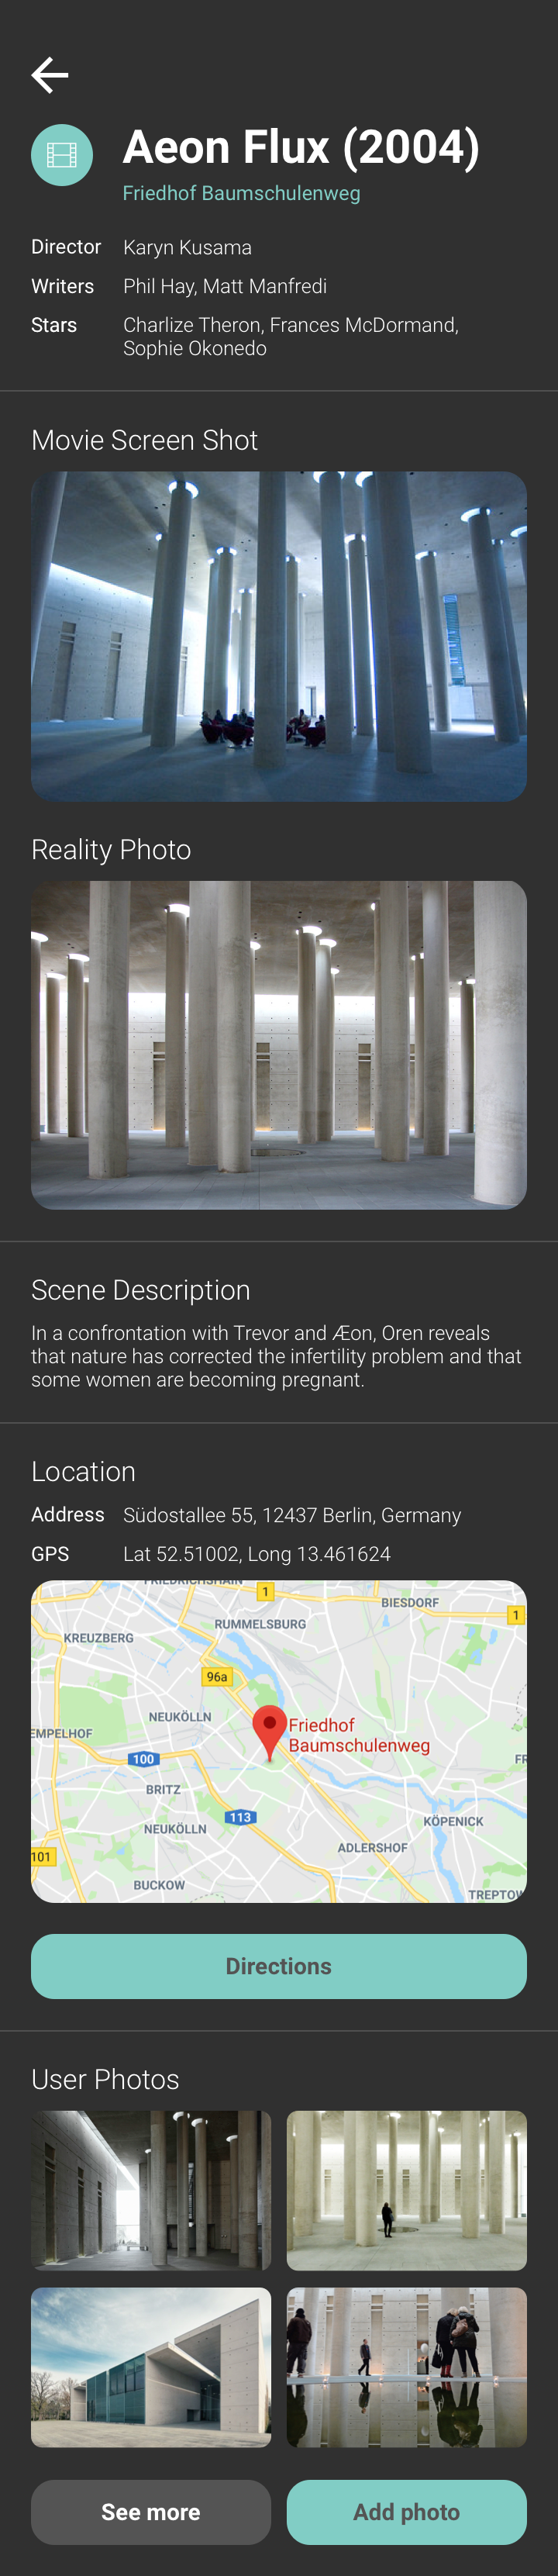 Aeon Flux (2004)
Friedhof Baumschulenweg
Director Karyn Kusama
Writers Phil Hay, Matt Manfredi
Stars Charlize Theron, Frances McDormand,
Sophie Okonedo
Movie Screen Shot
Reality Photo
Scene Description
In a confrontation with Trevor and Æon, Oren reveals
that nature has corrected the infertility problem and that
some women are becoming pregnant.
Location
Address Südostallee 55, 12437 Berlin, Germany
GPS Lat 52.51002, Long 13.461624
FRIEDRICHSHAIN
1
BIESDORF
1
RUMMELSBURG
KREUZBERG
96a
NEUKÖLLN
Friedhof
Baumschulenweg
EMPELHOF
100
FR
BRITZ
113
KÖPENICK
NEUKÖLLN
ADLERSHOF
101
BUCKOW
TREPTOW
Directions
User Photos
See more
Add photo